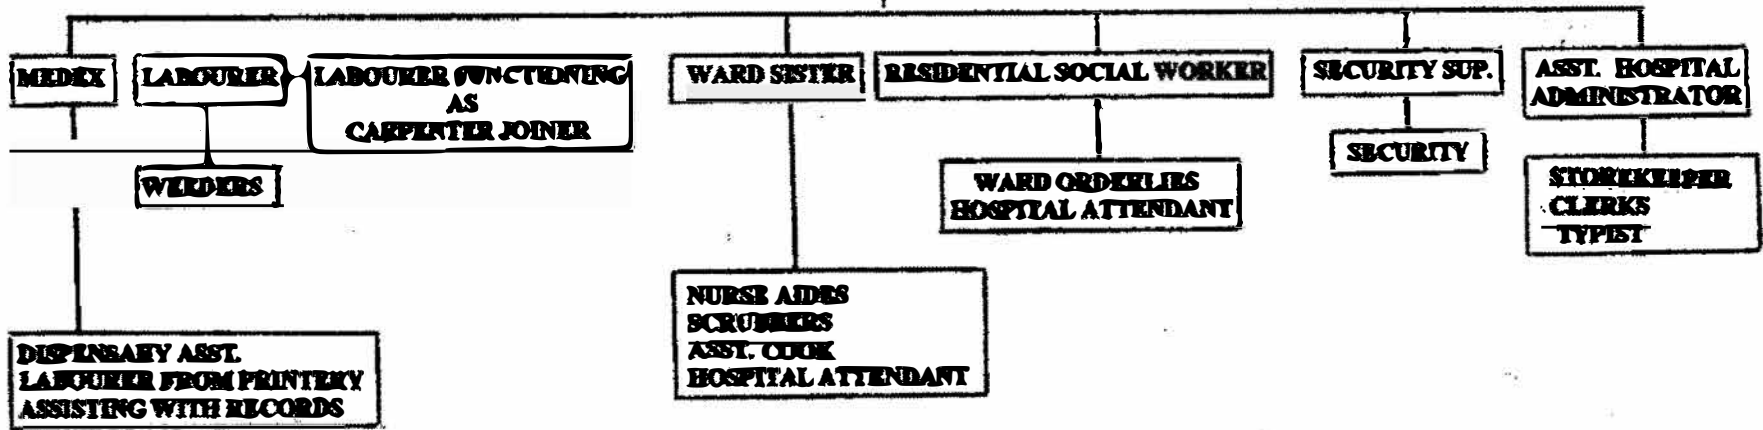 MEDEX
LABOURER
LABOURER FUNCTIONING
AS
CARPENTER JOINER
WEEDERS
WARD SISTER
RESIDENTIAL SOCIAL WORKER
SECURITY SUP.
ASST. HOSPITAL
ADMINISTRATOR
SECURITY
WARD ORDERLIES
HOSPITAL ATTENDANT
STOREKEEPER
CLERKS
TYPIST
NURSE AIDES
SCRUBBERS
ASST. COOK
HOSPITAL ATTENDANT
DISPENSARY ASST.
LABOURER FROM PRINTERY
ASSISTING WITH RECORDS